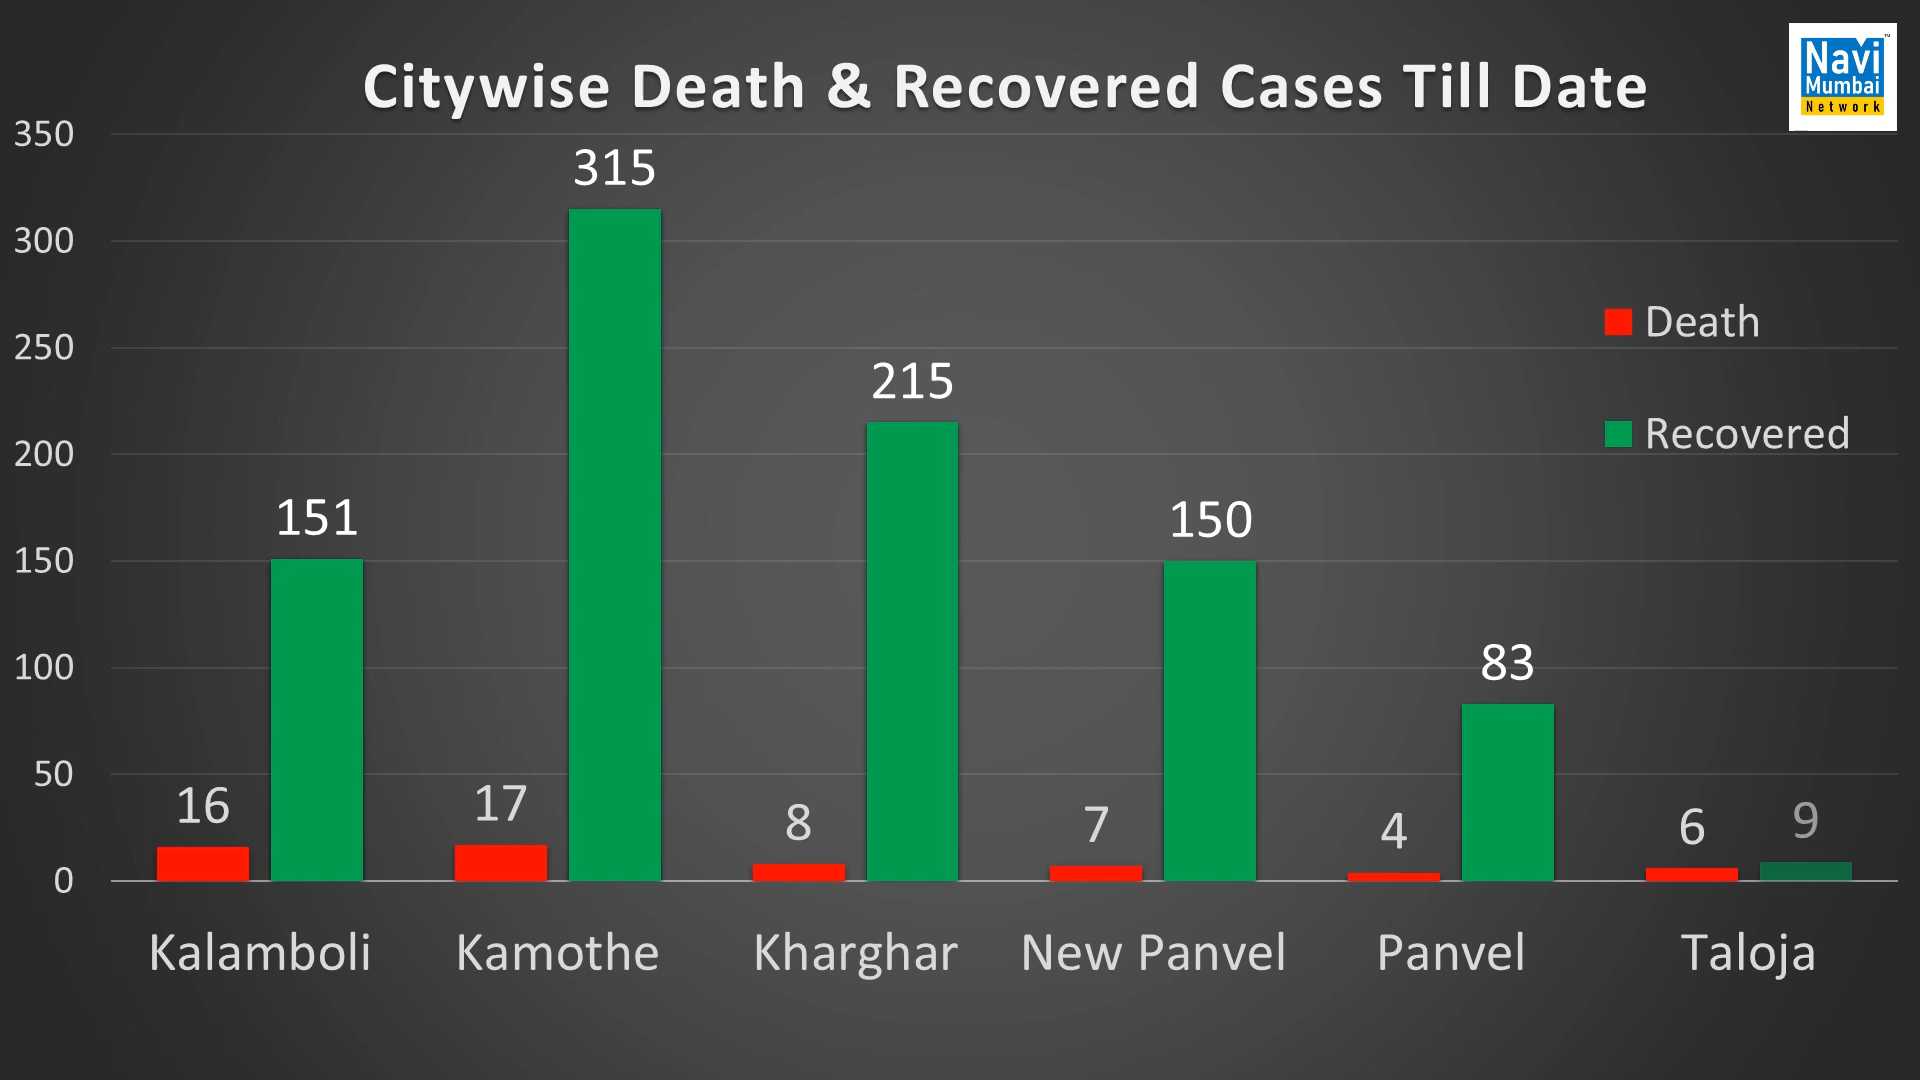 Citywise Death & Recovered Cases Till Date
Navi
Mumbai
Network
TM
350
300
250
200
150
100
50
0
315
215
151
150
83
16
17
8
7
4
6
9
Death
Recovered
Kalamboli
Kamothe
Kharghar
New Panvel
Panvel
Taloja